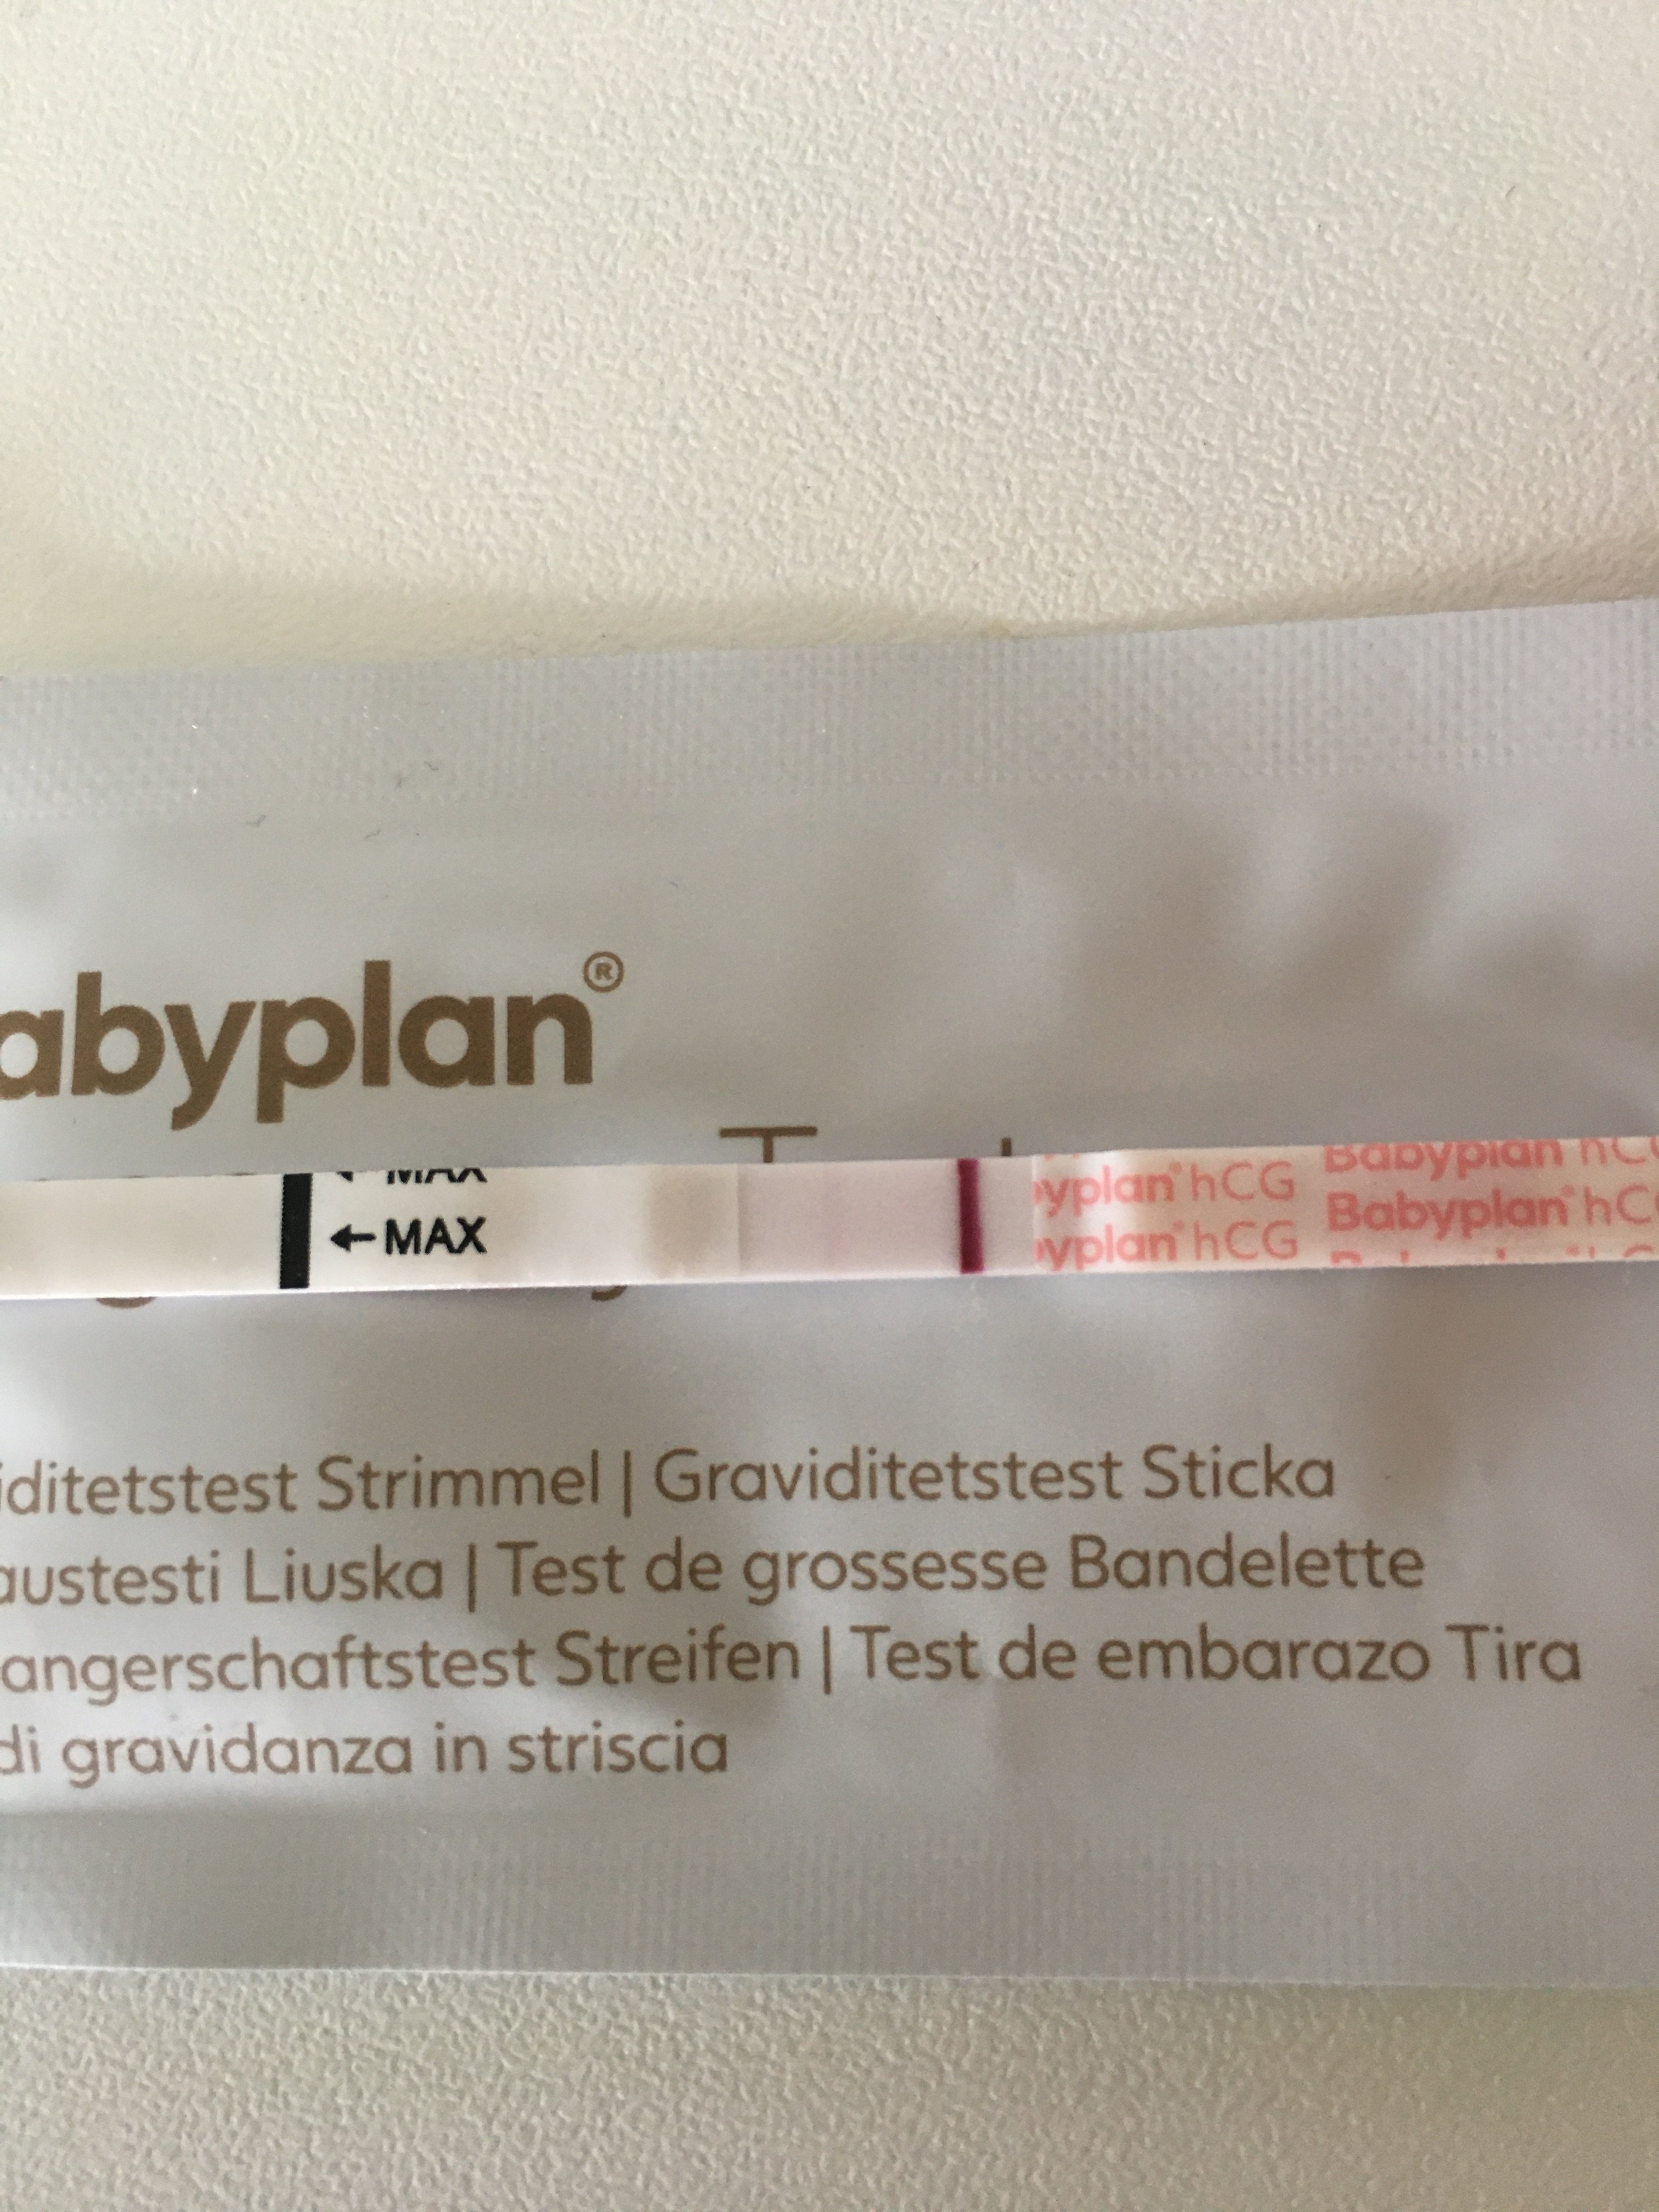 abyplan®
T
MAX
←MAX
yplan® hCG Babyplan hC
yplan® hCG Babyplan® hC
iditetstest Strimmel | Graviditetstest Sticka
austesti Liuska | Test de grossesse Bandelette
angerschaftstest Streifen | Test de embarazo Tira
di gravidanza in striscia